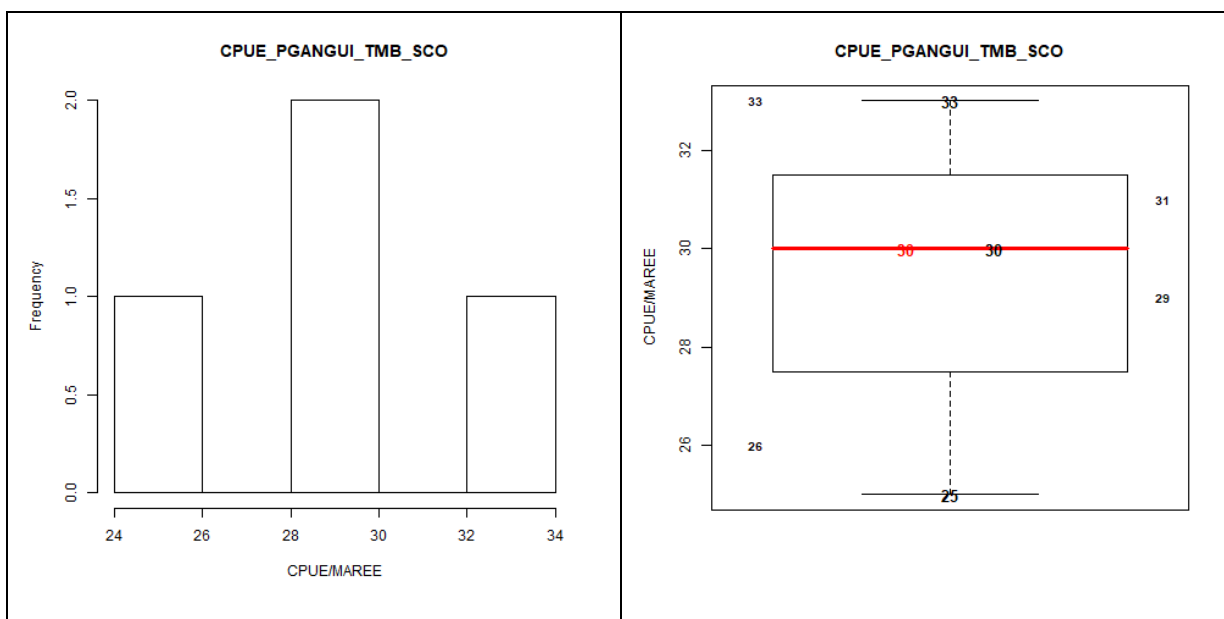 CPUE_PGANGUI_TMB_SCO
Frequency
0.0 0.5 1.0 1.5 2.0
24 26 28 30 32 34
CPUE/MAREE
CPUE_PGANGUI_TMB_SCO
CPUE/MAREE
26 28 30 32
33 33
31
30 30
29
26
25